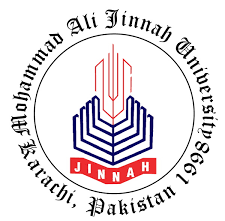 Mohammad Ali Jinnah University
JINNAH
Karachi, Pakistan 1998